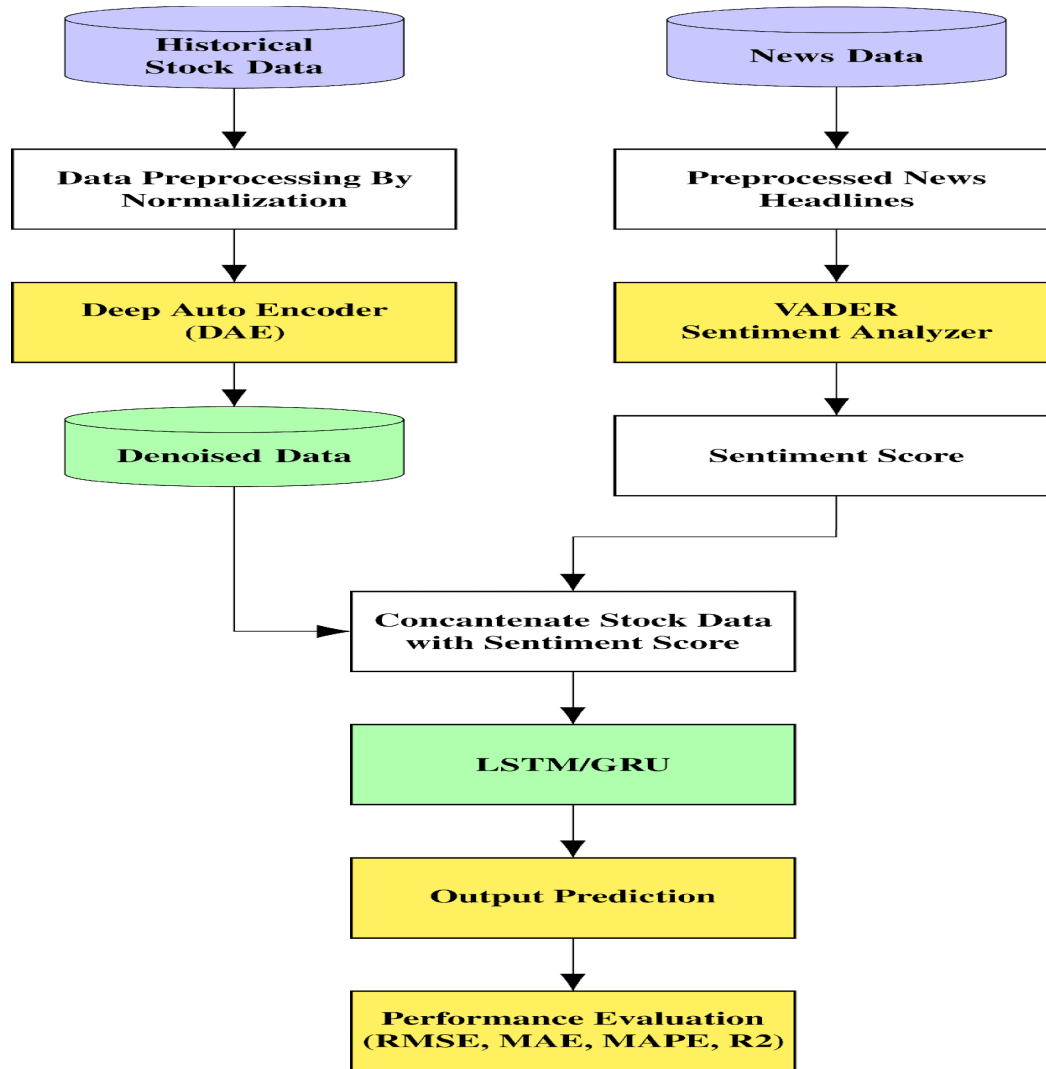 Historical
Stock Data
News Data
Data Preprocessing By
Normalization
Preprocessed News
Headlines
Deep Auto Encoder
(DAE)
VADER
Sentiment Analyzer
Denoised Data
Sentiment Score
Concantenate Stock Data
with Sentiment Score
LSTM/GRU
Output Prediction
Performance Evaluation
(RMSE, MAE, MAPE, R2)